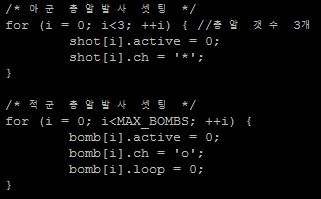 /* 아군 총알발사 셋팅 */
for (i = 0; i<3; ++i) { //총알 갯수 3개
shot[i].active = 0;
shot[i].ch = '*';
}
/* 적군 총알발사 셋팅 */
for (i = 0; i<MAX_BOMBS; ++i) {
bomb[i].active = 0;
bomb[i].ch = 'o';
bomb[i].loop = 0;
}